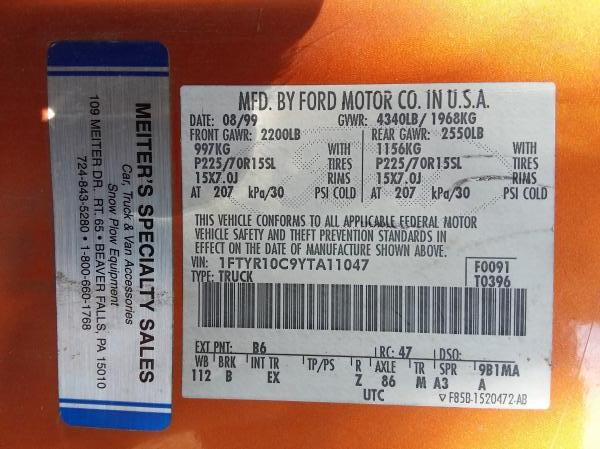 MEITER'S SPECIALTY SALES
Car, Truck & Van Accessories
Snow Plow Equipment
109 MEITER DR. RT. 65 • BEAVER FALLS, PA 15010
724-843-5280 • 1-800-660-1768
MFD. BY FORD MOTOR CO. IN U.S.A.
DATE: 08/99 GVWR: 4340LB/ 1968KG
FRONT GAWR: 2200LB REAR GAWR: 2550LB
997KG WITH 1156KG WITH
P225/70R15SL TIRES P225/70R15SL TIRES
15X7.0J RIMS 15X7.0J RIMS
AT 207 kPa/30 PSI COLD AT 207 kPa/30 PSI COLD
THIS VEHICLE CONFORMS TO ALL APPLICABLE FEDERAL MOTOR
VEHICLE SAFETY AND THEFT PREVENTION STANDARDS IN
EFFECT ON THE DATE OF MANUFACTURE SHOWN ABOVE.
VIN: 1FTYR10C9YTA11047 F0091
TYPE: TRUCK T0396
EXT PNT: B6 RC: 47 DSO:
WB BRK INT TR TP/PS R AXLE TR SPR 9B1MA
112 B EX Z 86 M A3 A
UTC F85B-1520472-AB